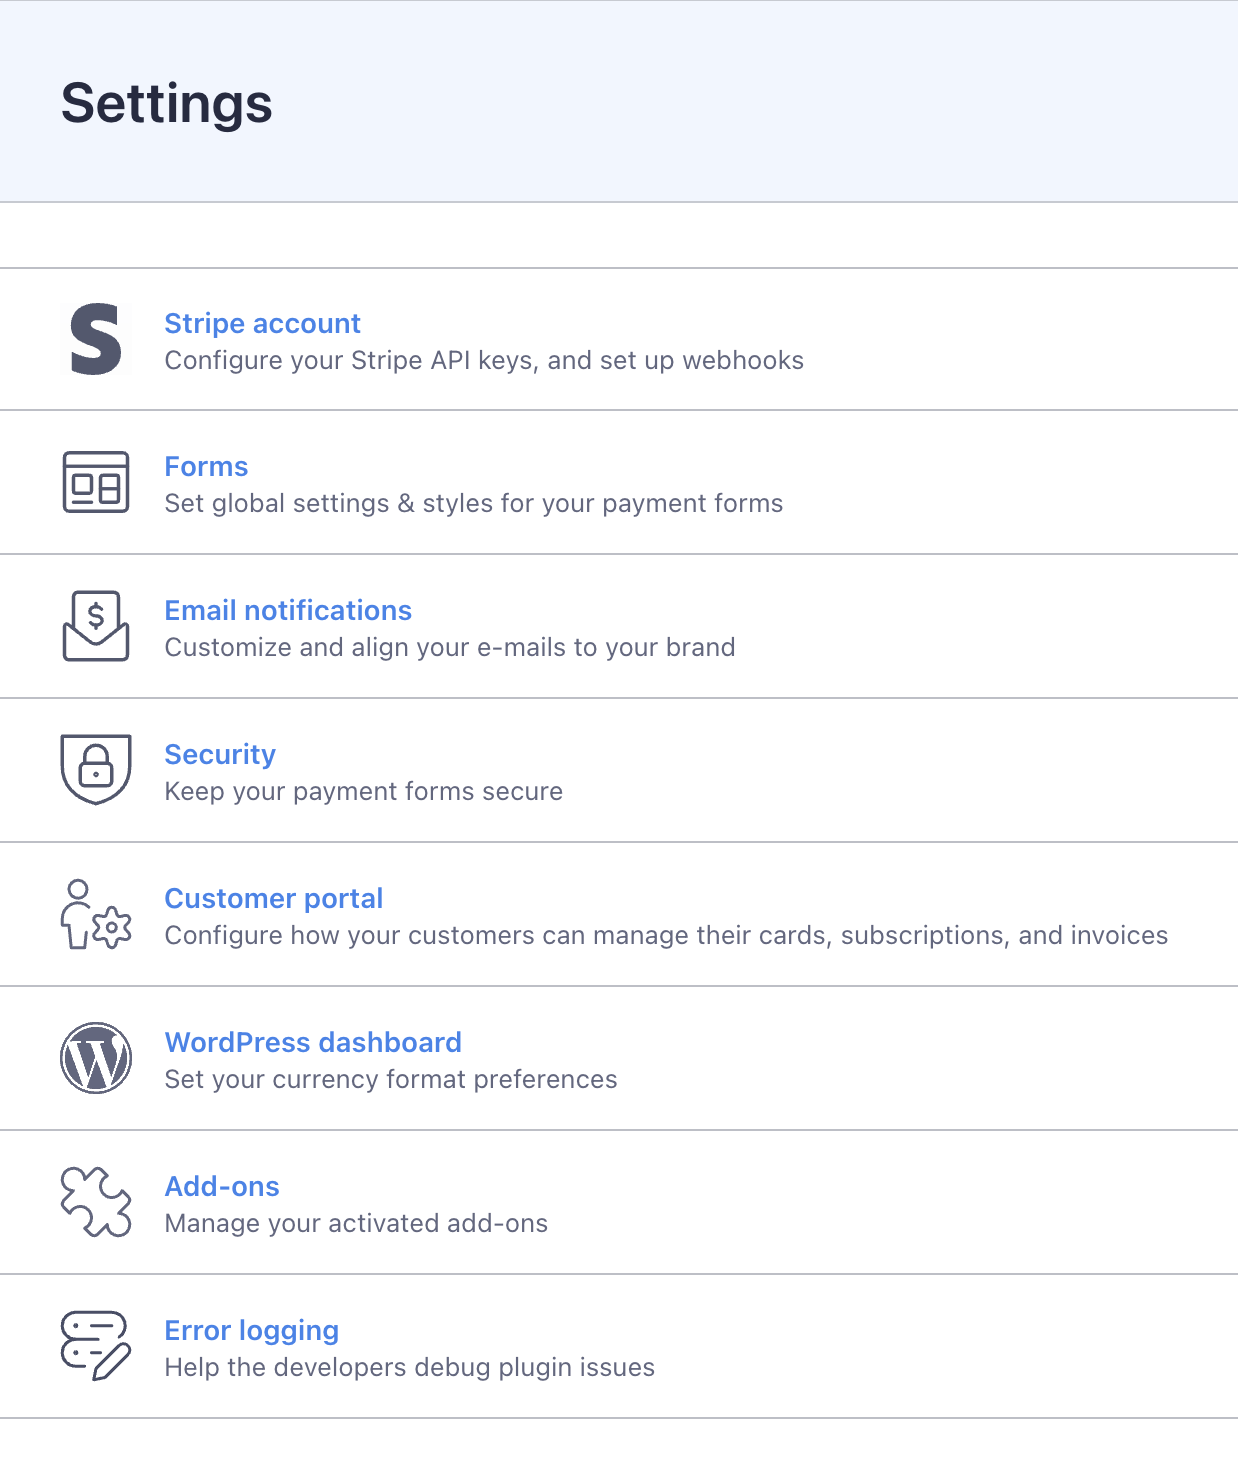 Settings
Stripe account
Configure your Stripe API keys, and set up webhooks
Forms
Set global settings & styles for your payment forms
Email notifications
Customize and align your e-mails to your brand
Security
Keep your payment forms secure
Customer portal
Configure how your customers can manage their cards, subscriptions, and invoices
WordPress dashboard
Set your currency format preferences
Add-ons
Manage your activated add-ons
Error logging
Help the developers debug plugin issues